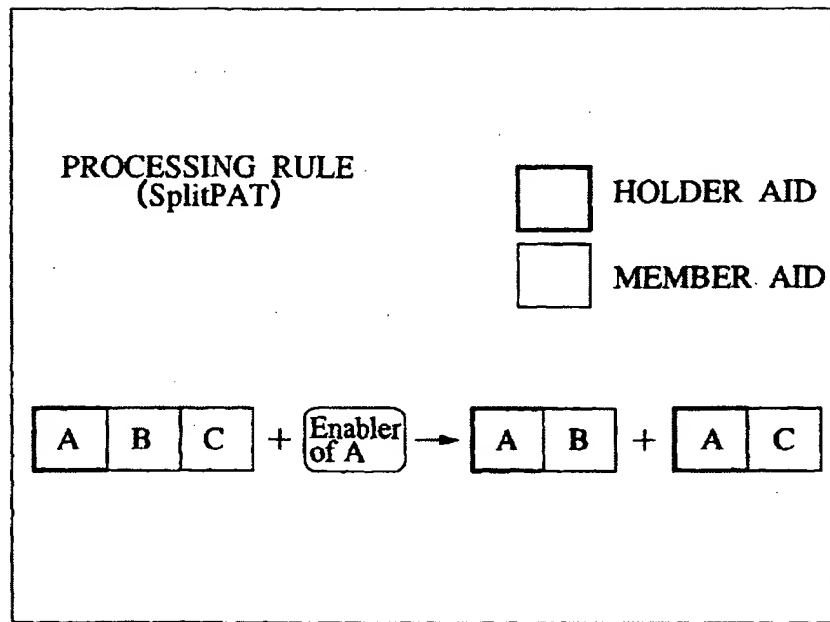 PROCESSING RULE
(SplitPAT)
HOLDER AID
MEMBER AID
A B C + Enabler of A → A B + A C